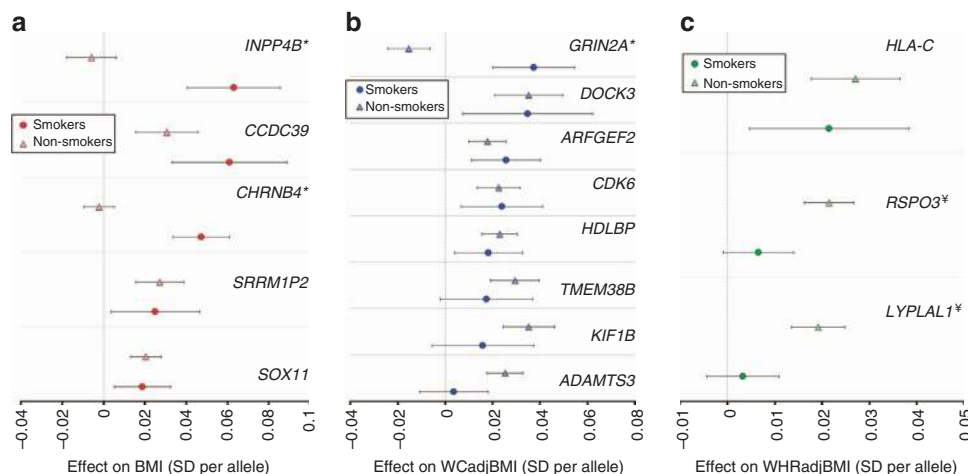 a
INPP4B*
Smokers
Non-smokers
CCDC39
CHRNB4*
SRRM1P2
SOX11
−0.04
−0.02
0
0.02
0.04
0.06
0.08
0.1
Effect on BMI (SD per allele)
b
GRIN2A*
Smokers
Non-smokers
DOCK3
ARFGEF2
CDK6
HDLBP
TMEM38B
KIF1B
ADAMTS3
−0.04
−0.02
0
0.02
0.04
0.06
0.08
Effect on WCadjBMI (SD per allele)
c
HLA-C
Smokers
Non-smokers
RSPO3¥
LYPLAL1¥
−0.01
0
0.01
0.02
0.03
0.04
0.05
Effect on WHRadjBMI (SD per allele)